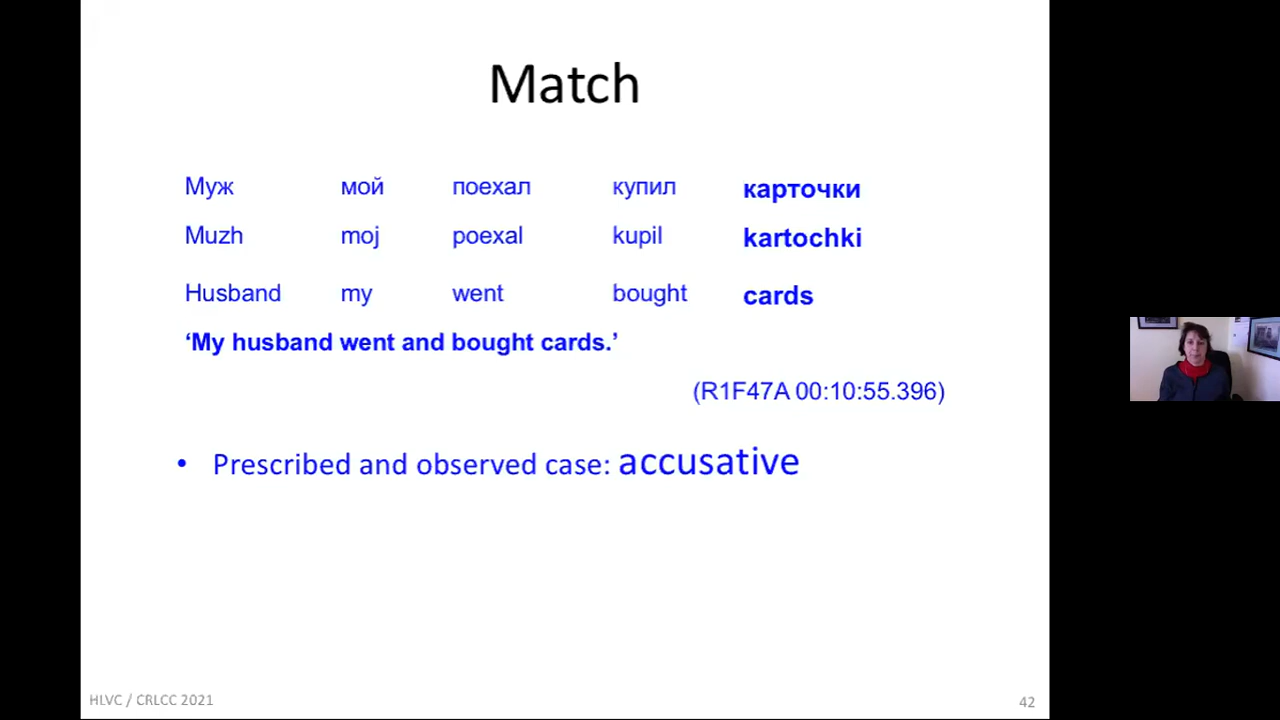 Match
Муж мой поехал купил карточки
Muzh moj poexal kupil kartochki
Husband my went bought cards
‘My husband went and bought cards.’
(R1F47A 00:10:55.396)
• Prescribed and observed case: accusative
HLVC / CRLCC 2021
42